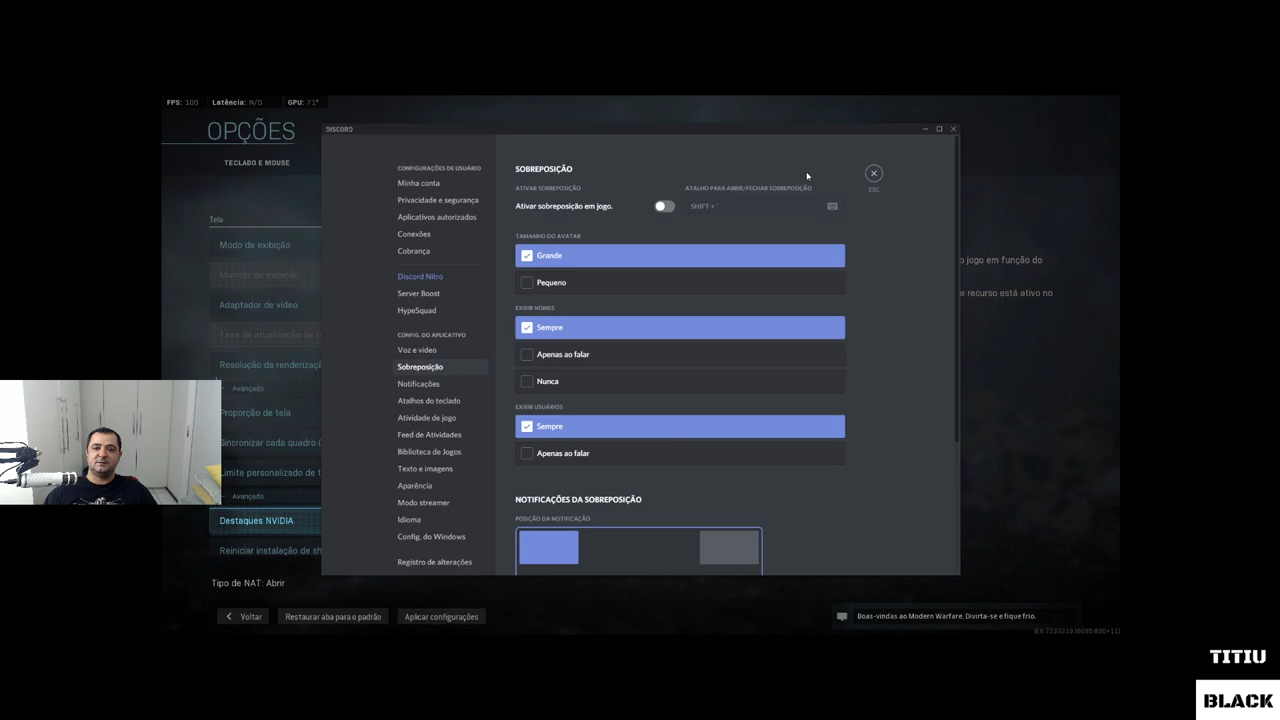 FPS: 100 Latência: N/O GPU: 71°
OPÇÕES
TECLADO E MOUSE
Tela
Modo de exibição
Monitor de exibição
Adaptador de vídeo
Taxa de atualização de t
Resolução da renderizaçã
Avançado
Proporção de tela
Sincronizar cada quadro (
Limite personalizado de t
Avançado
Destaques NVIDIA
Reiniciar instalação de sh
Tipo de NAT: Abrir
Voltar
Restaurar aba para o padrão
Aplicar configurações
DISCORD
CONFIGURAÇÕES DE USUÁRIO
Minha conta
Privacidade e segurança
Aplicativos autorizados
Conexões
Cobrança
Discord Nitro
Server Boost
HypeSquad
CONFIG. DO APLICATIVO
Voz e vídeo
Sobreposição
Notificações
Atalhos do teclado
Atividade de jogo
Feed de Atividades
Biblioteca de Jogos
Texto e imagens
Aparência
Modo streamer
Idioma
Config. do Windows
Registro de alterações
SOBREPOSIÇÃO
ATIVAR SOBREPOSIÇÃO
Ativar sobreposição em jogo.
ATALHO PARA ABRIR/FECHAR SOBREPOSIÇÃO
SHIFT + `
ESC
TAMANHO DO AVATAR
Grande
Pequeno
EXIBIR NOMES
Sempre
Apenas ao falar
Nunca
EXIBIR USUÁRIOS
Sempre
Apenas ao falar
NOTIFICAÇÕES DA SOBREPOSIÇÃO
POSIÇÃO DA NOTIFICAÇÃO
o jogo em função do
e recurso está ativo no
Boas-vindas ao Modern Warfare. Divirta-se e fique frio.
TITIU
BLACK